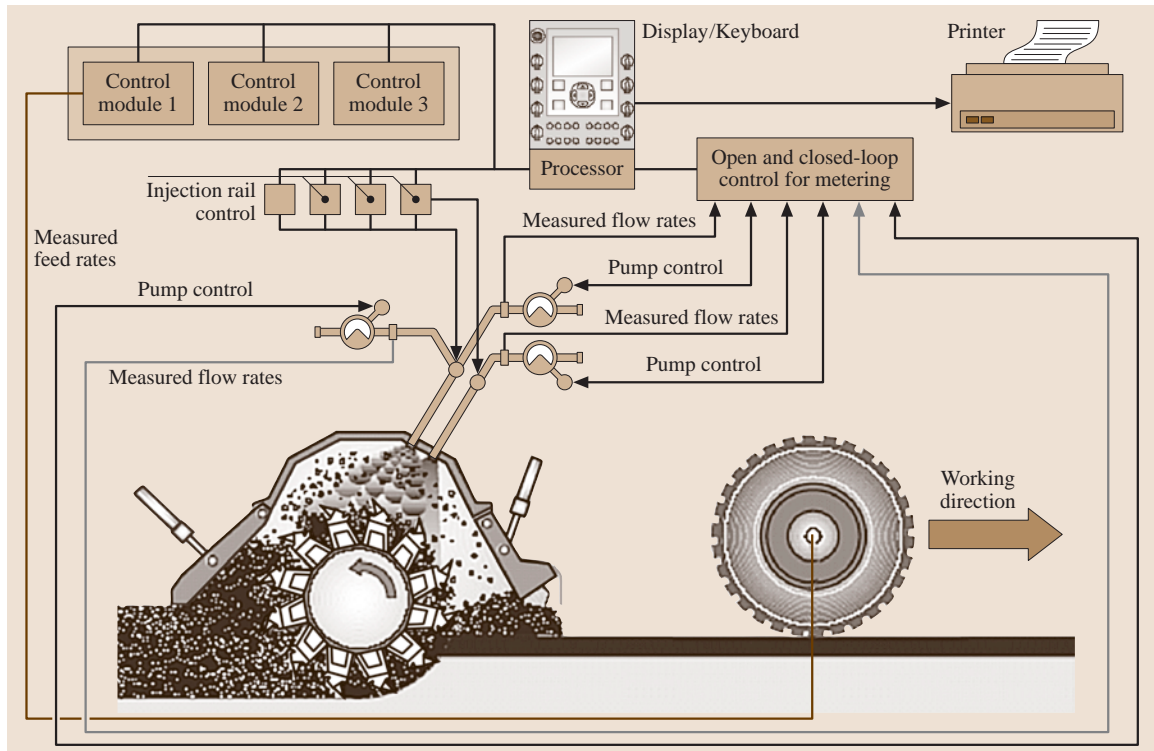 Display/Keyboard
Printer
Control
module 1
Control
module 2
Control
module 3
Processor
Open and closed-loop
control for metering
Injection rail
control
Measured
feed rates
Measured flow rates
Pump control
Pump control
Measured flow rates
Measured flow rates
Pump control
Working
direction